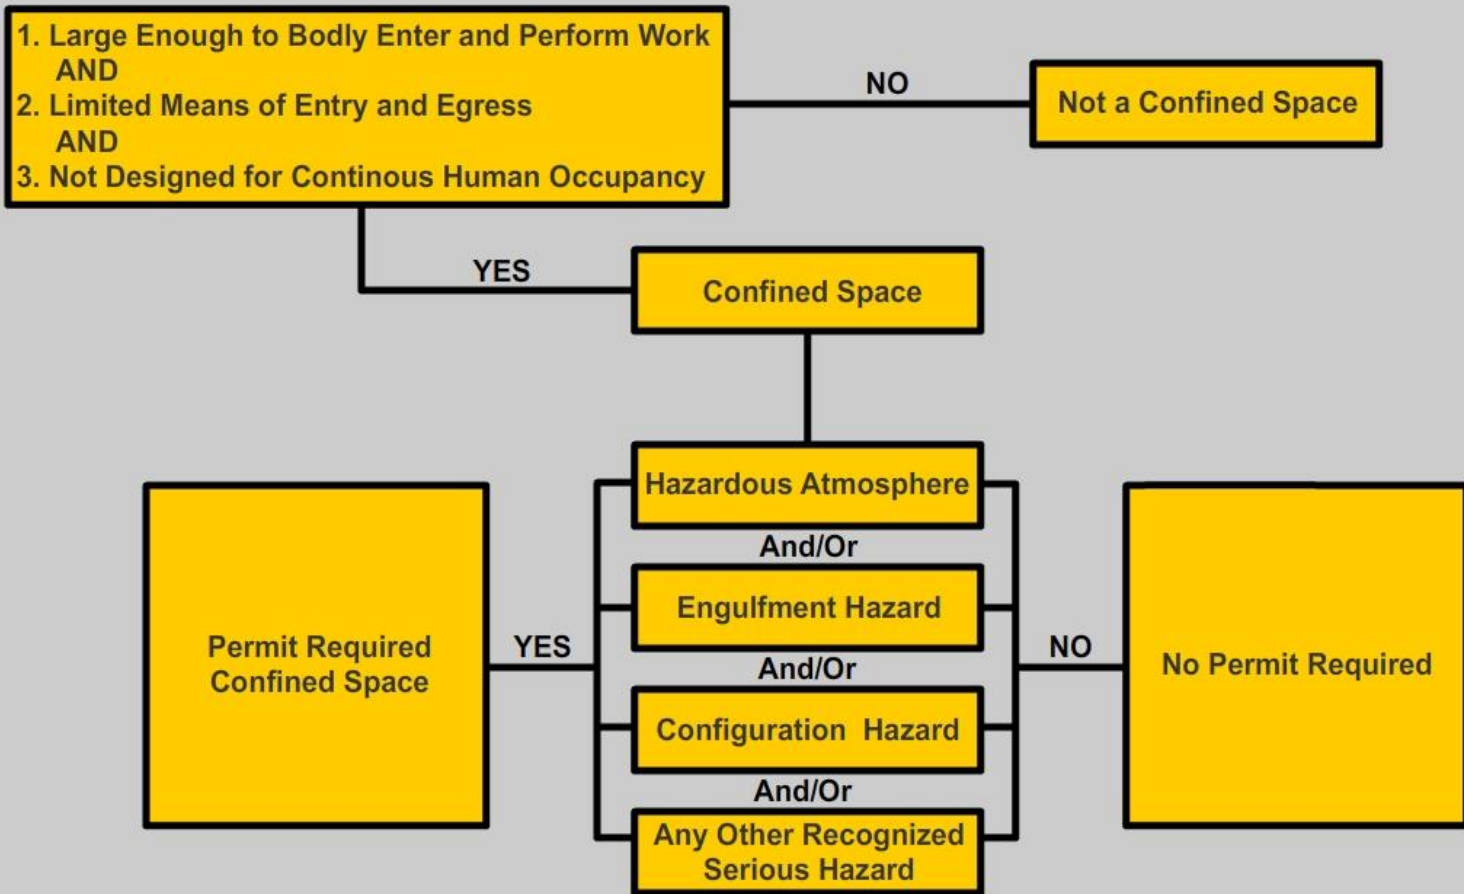 1. Large Enough to Bodly Enter and Perform Work
AND
2. Limited Means of Entry and Egress
AND
3. Not Designed for Continous Human Occupancy
NO
Not a Confined Space
YES
Confined Space
Hazardous Atmosphere
And/Or
Engulfment Hazard
And/Or
Configuration Hazard
And/Or
Any Other Recognized
Serious Hazard
YES
Permit Required
Confined Space
NO
No Permit Required